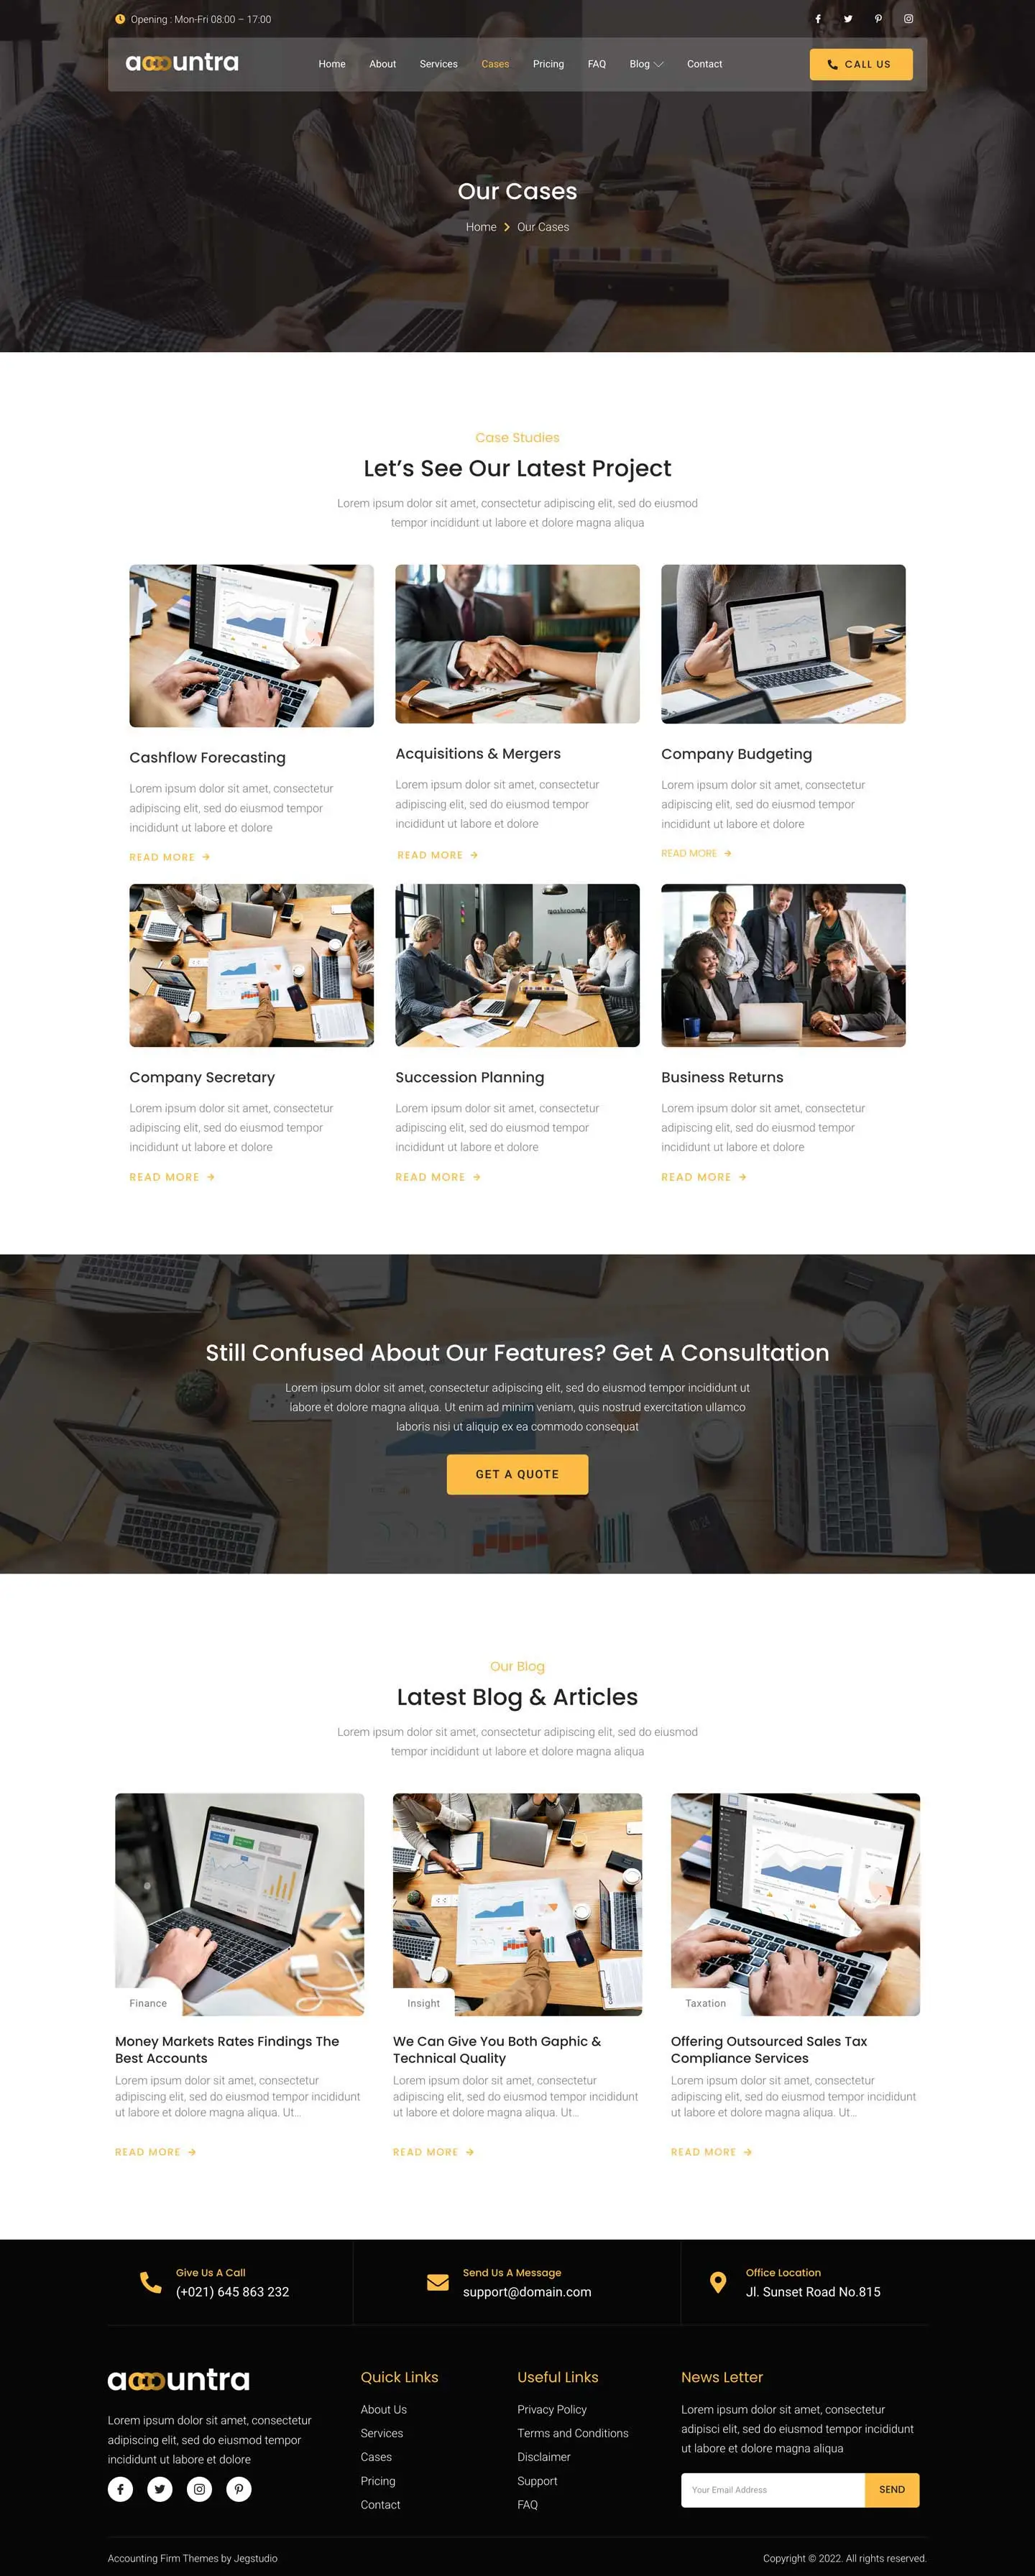 Opening : Mon-Fri 08:00 – 17:00
accountra
Home About Services Cases Pricing FAQ Blog Contact
CALL US
Our Cases
Home Our Cases
Case Studies
Let's See Our Latest Project
Lorem ipsum dolor sit amet, consectetur adipiscing elit, sed do eiusmod
tempor incididunt ut labore et dolore magna aliqua
Cashflow Forecasting
Lorem ipsum dolor sit amet, consectetur
adipiscing elit, sed do eiusmod tempor
incididunt ut labore et dolore
READ MORE
Acquisitions & Mergers
Lorem ipsum dolor sit amet, consectetur
adipiscing elit, sed do eiusmod tempor
incididunt ut labore et dolore
READ MORE
Company Budgeting
Lorem ipsum dolor sit amet, consectetur
adipiscing elit, sed do eiusmod tempor
incididunt ut labore et dolore
READ MORE
Company Secretary
Lorem ipsum dolor sit amet, consectetur
adipiscing elit, sed do eiusmod tempor
incididunt ut labore et dolore
READ MORE
Succession Planning
Lorem ipsum dolor sit amet, consectetur
adipiscing elit, sed do eiusmod tempor
incididunt ut labore et dolore
READ MORE
Business Returns
Lorem ipsum dolor sit amet, consectetur
adipiscing elit, sed do eiusmod tempor
incididunt ut labore et dolore
READ MORE
Still Confused About Our Features? Get A Consultation
Lorem ipsum dolor sit amet, consectetur adipiscing elit, sed do eiusmod tempor incididunt ut
labore et dolore magna aliqua. Ut enim ad minim veniam, quis nostrud exercitation ullamco
laboris nisi ut aliquip ex ea commodo consequat
GET A QUOTE
Our Blog
Latest Blog & Articles
Lorem ipsum dolor sit amet, consectetur adipiscing elit, sed do eiusmod
tempor incididunt ut labore et dolore magna aliqua
Finance
Money Markets Rates Findings The
Best Accounts
Lorem ipsum dolor sit amet, consectetur
adipiscing elit, sed do eiusmod tempor incididunt
ut labore et dolore magna aliqua. Ut...
READ MORE
Insight
We Can Give You Both Gaphic &
Technical Quality
Lorem ipsum dolor sit amet, consectetur
adipiscing elit, sed do eiusmod tempor incididunt
ut labore et dolore magna aliqua. Ut...
READ MORE
Taxation
Offering Outsourced Sales Tax
Compliance Services
Lorem ipsum dolor sit amet, consectetur
adipiscing elit, sed do eiusmod tempor incididunt
ut labore et dolore magna aliqua. Ut...
READ MORE
Give Us A Call
(+021) 645 863 232
Send Us A Message
support@domain.com
Office Location
Jl. Sunset Road No.815
accountra
Lorem ipsum dolor sit amet, consectetur
adipiscing elit, sed do eiusmod tempor
incididunt ut labore et dolore
Quick Links
About Us
Services
Cases
Pricing
Contact
Useful Links
Privacy Policy
Terms and Conditions
Disclaimer
Support
FAQ
News Letter
Lorem ipsum dolor sit amet, consectetur
adipisci elit, sed do eiusmod tempor incididunt
ut labore et dolore magna aliqua
Your Email Address
SEND
Accounting Firm Themes by Jegstudio
Copyright © 2022. All rights reserved.